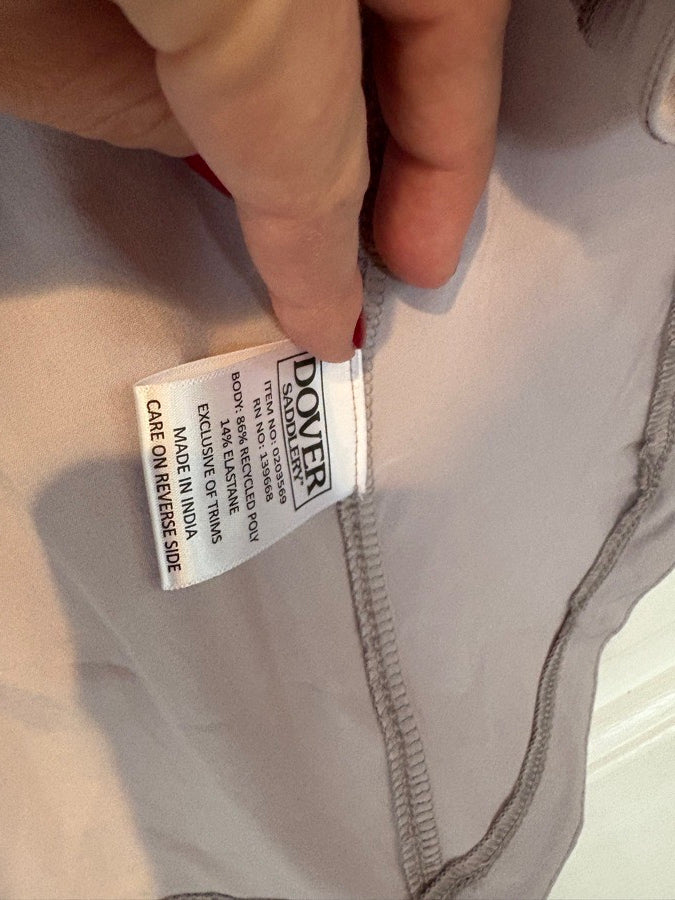 DOVER
SADDLERY
ITEM NO: 0203569
RN NO: 139668
BODY: 86% RECYCLED POLY
14% ELASTANE
EXCLUSIVE OF TRIMS
MADE IN INDIA
CARE ON REVERSE SIDE